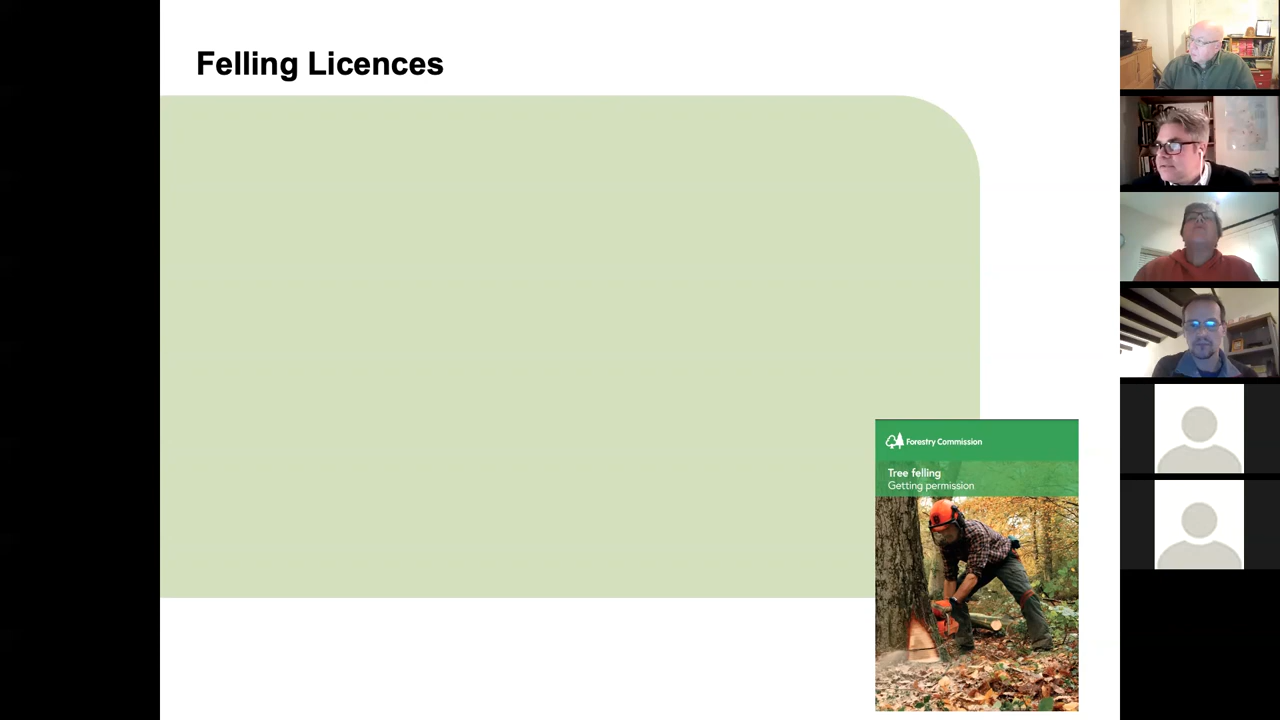 Felling Licences
Forestry Commission
Tree felling
Getting permission